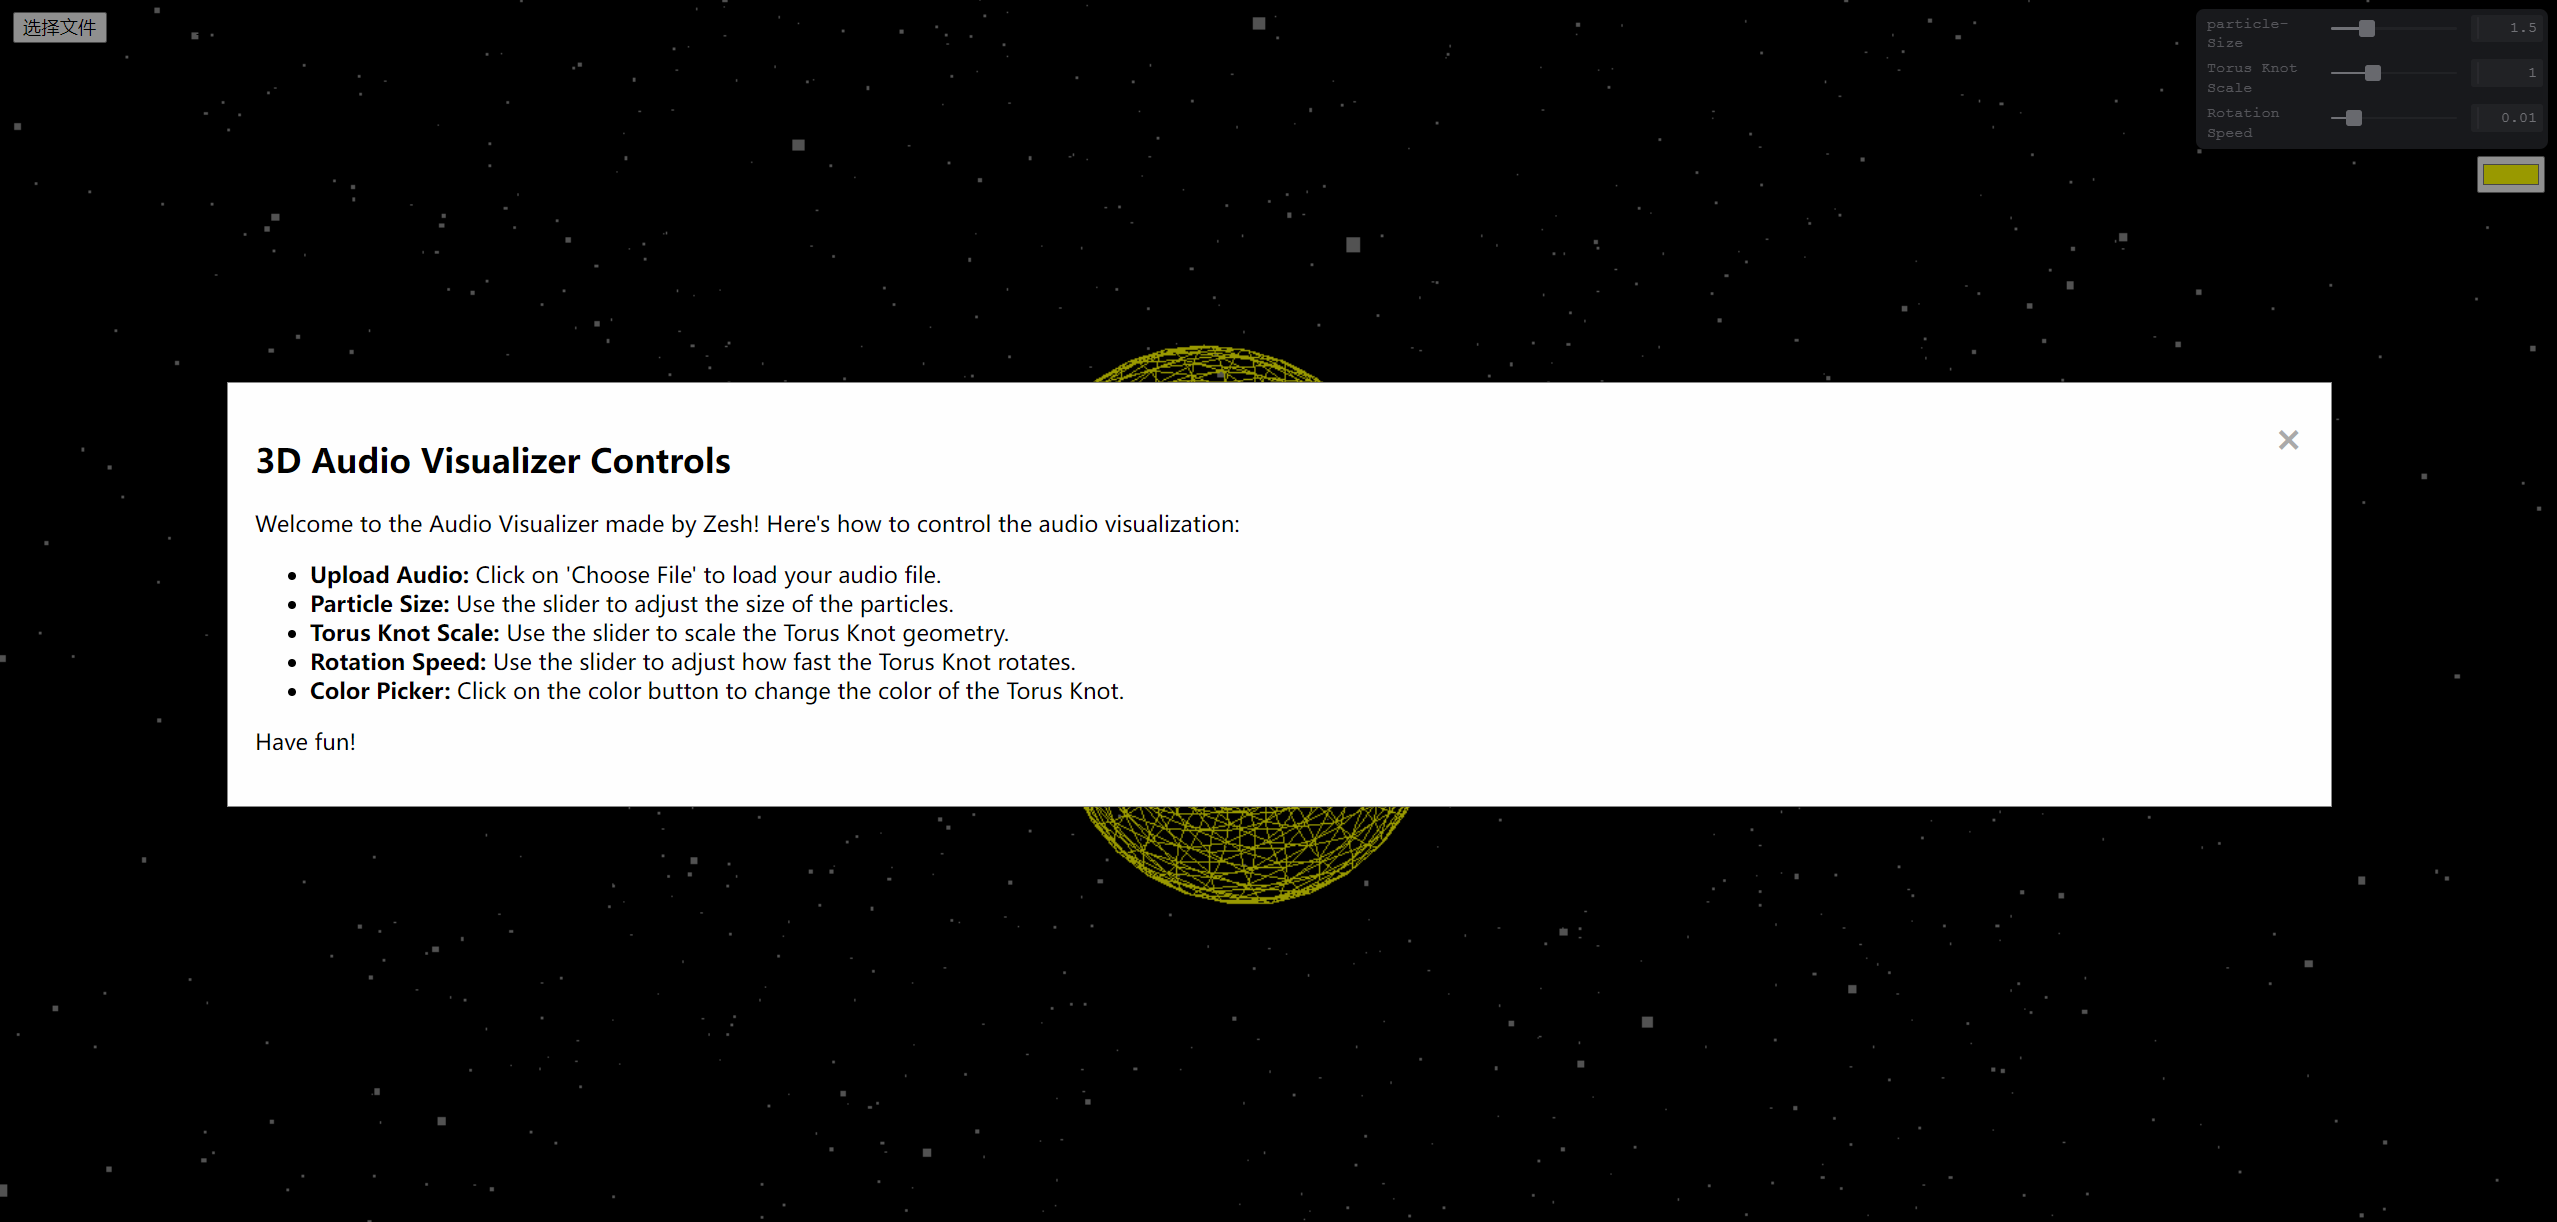 选择文件
particle-
Size
1.5
Torus Knot
Scale
1
Rotation
Speed
0.01
3D Audio Visualizer Controls
×
Welcome to the Audio Visualizer made by Zesh! Here's how to control the audio visualization:
• Upload Audio: Click on 'Choose File' to load your audio file.
• Particle Size: Use the slider to adjust the size of the particles.
• Torus Knot Scale: Use the slider to scale the Torus Knot geometry.
• Rotation Speed: Use the slider to adjust how fast the Torus Knot rotates.
• Color Picker: Click on the color button to change the color of the Torus Knot.
Have fun!